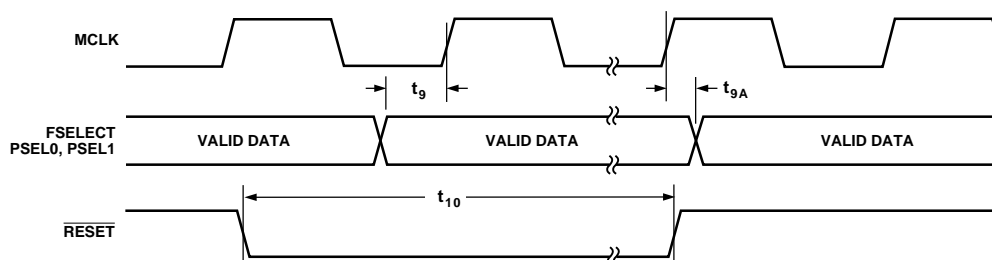 MCLK
t9
t9A
FSELECT
PSEL0, PSEL1
VALID DATA
VALID DATA
VALID DATA
t10
RESET